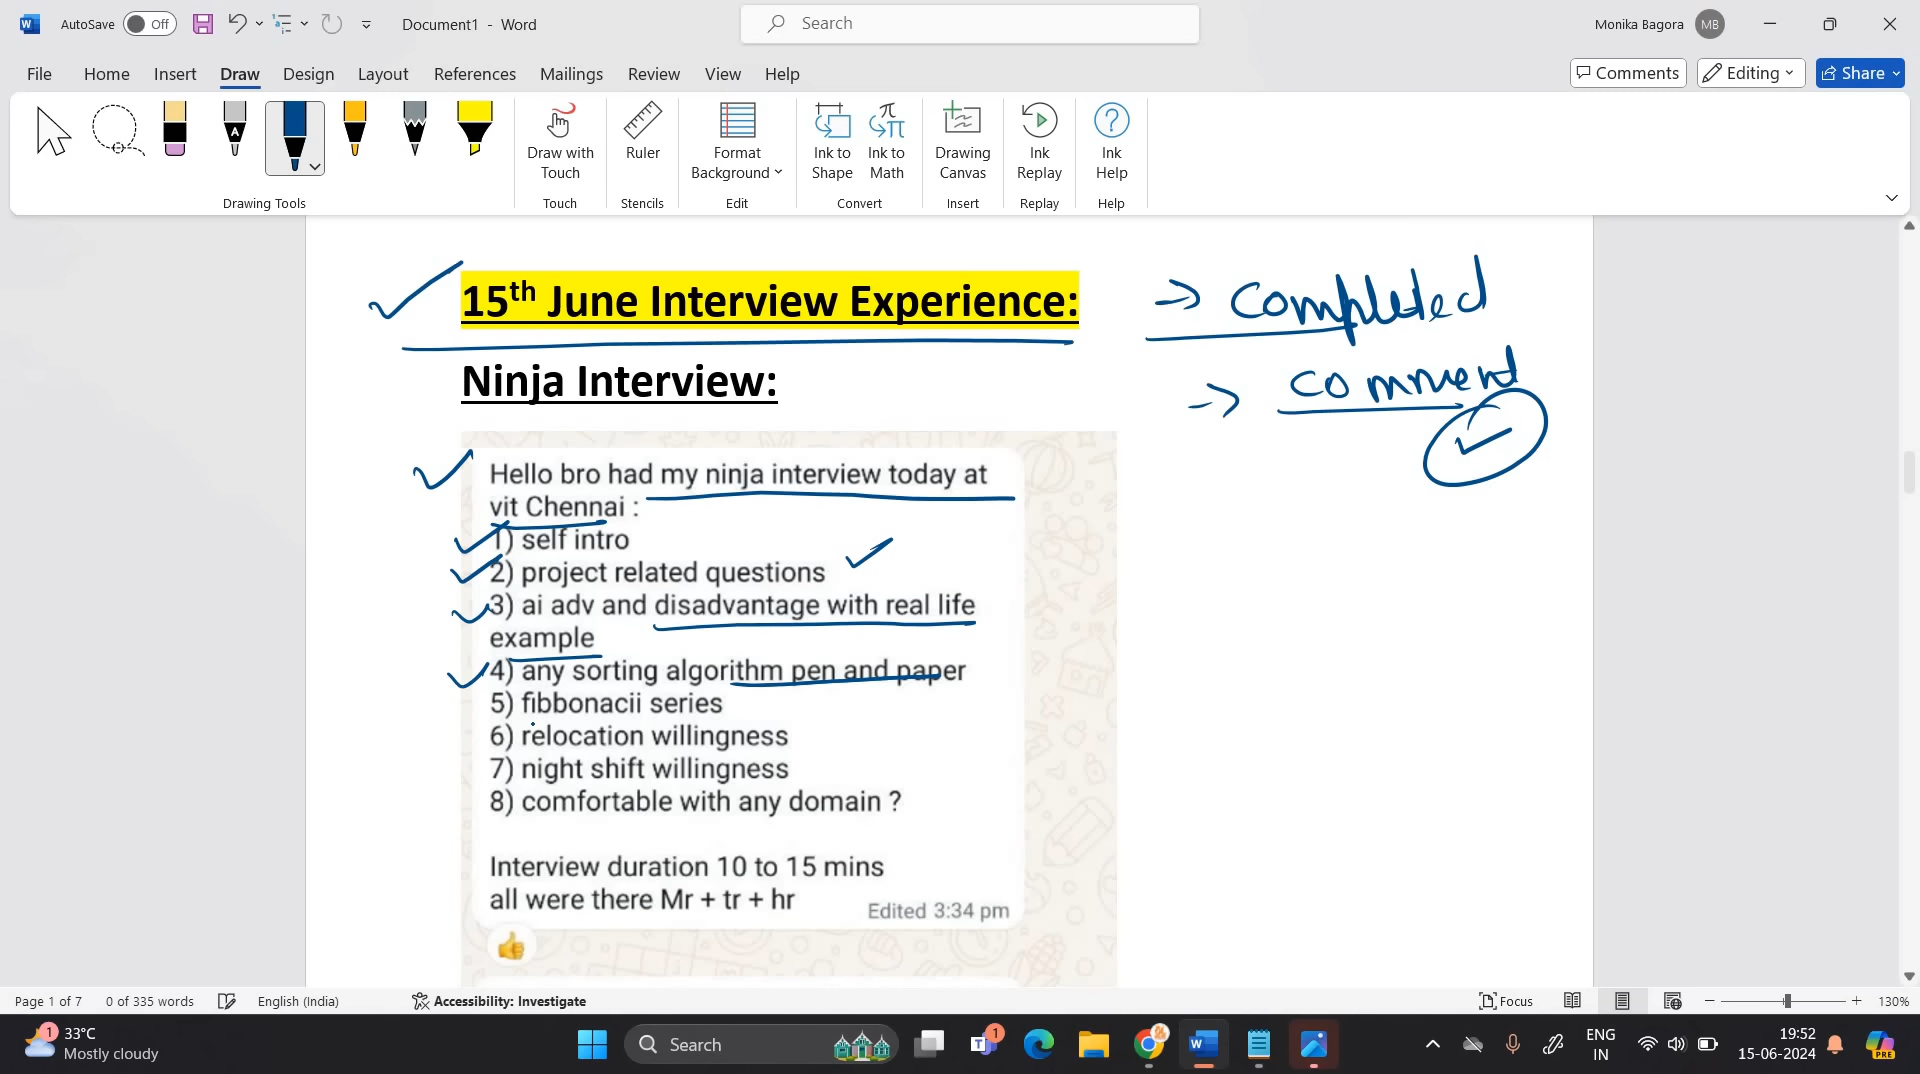 AutoSave Off Document1 - Word Search Monika Bagora MB
File Home Insert Draw Design Layout References Mailings Review View Help Comments Editing Share
A
Draw with Touch
Ruler
Format Background
Ink to Shape
Ink to Math
Drawing Canvas
Ink Replay
Ink Help
Drawing Tools Touch Stencils Edit Convert Insert Replay Help
15th June Interview Experience:
-> completed
Ninja Interview:
-> comment
Hello bro had my ninja interview today at
vit Chennai :
1) self intro
2) project related questions
3) ai adv and disadvantage with real life
example
4) any sorting algorithm pen and paper
5) fibbonacii series
6) relocation willingness
7) night shift willingness
8) comfortable with any domain ?
Interview duration 10 to 15 mins
all were there Mr + tr + hr
Edited 3:34 pm
Page 1 of 7 0 of 335 words English (India) Accessibility: Investigate Focus 130%
1 33°C
Mostly cloudy
Search
1
ENG
IN
19:52
15-06-2024
PRE